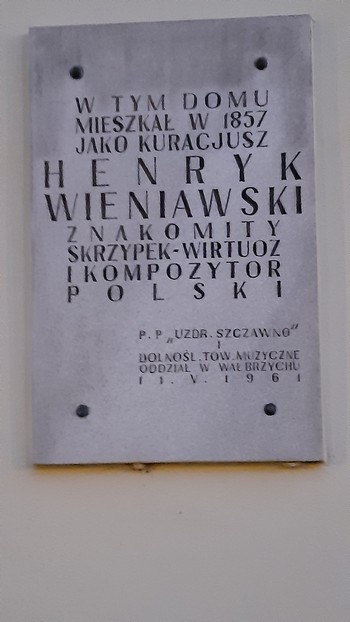 W TYM DOMU
MIESZKAŁ W 1857
JAKO KURACJUSZ
HENRYK
WIENIAWSKI
ZNAKOMITY
SKRZYPEK-WIRTUOZ
I KOMPOZYTOR
POLSKI
P.P. „UZDR. SZCZAWNO"
I
DOLNOŚL. TOW. MUZYCZNE
ODDZIAŁ W WAŁBRZYCHU
11.V.1961